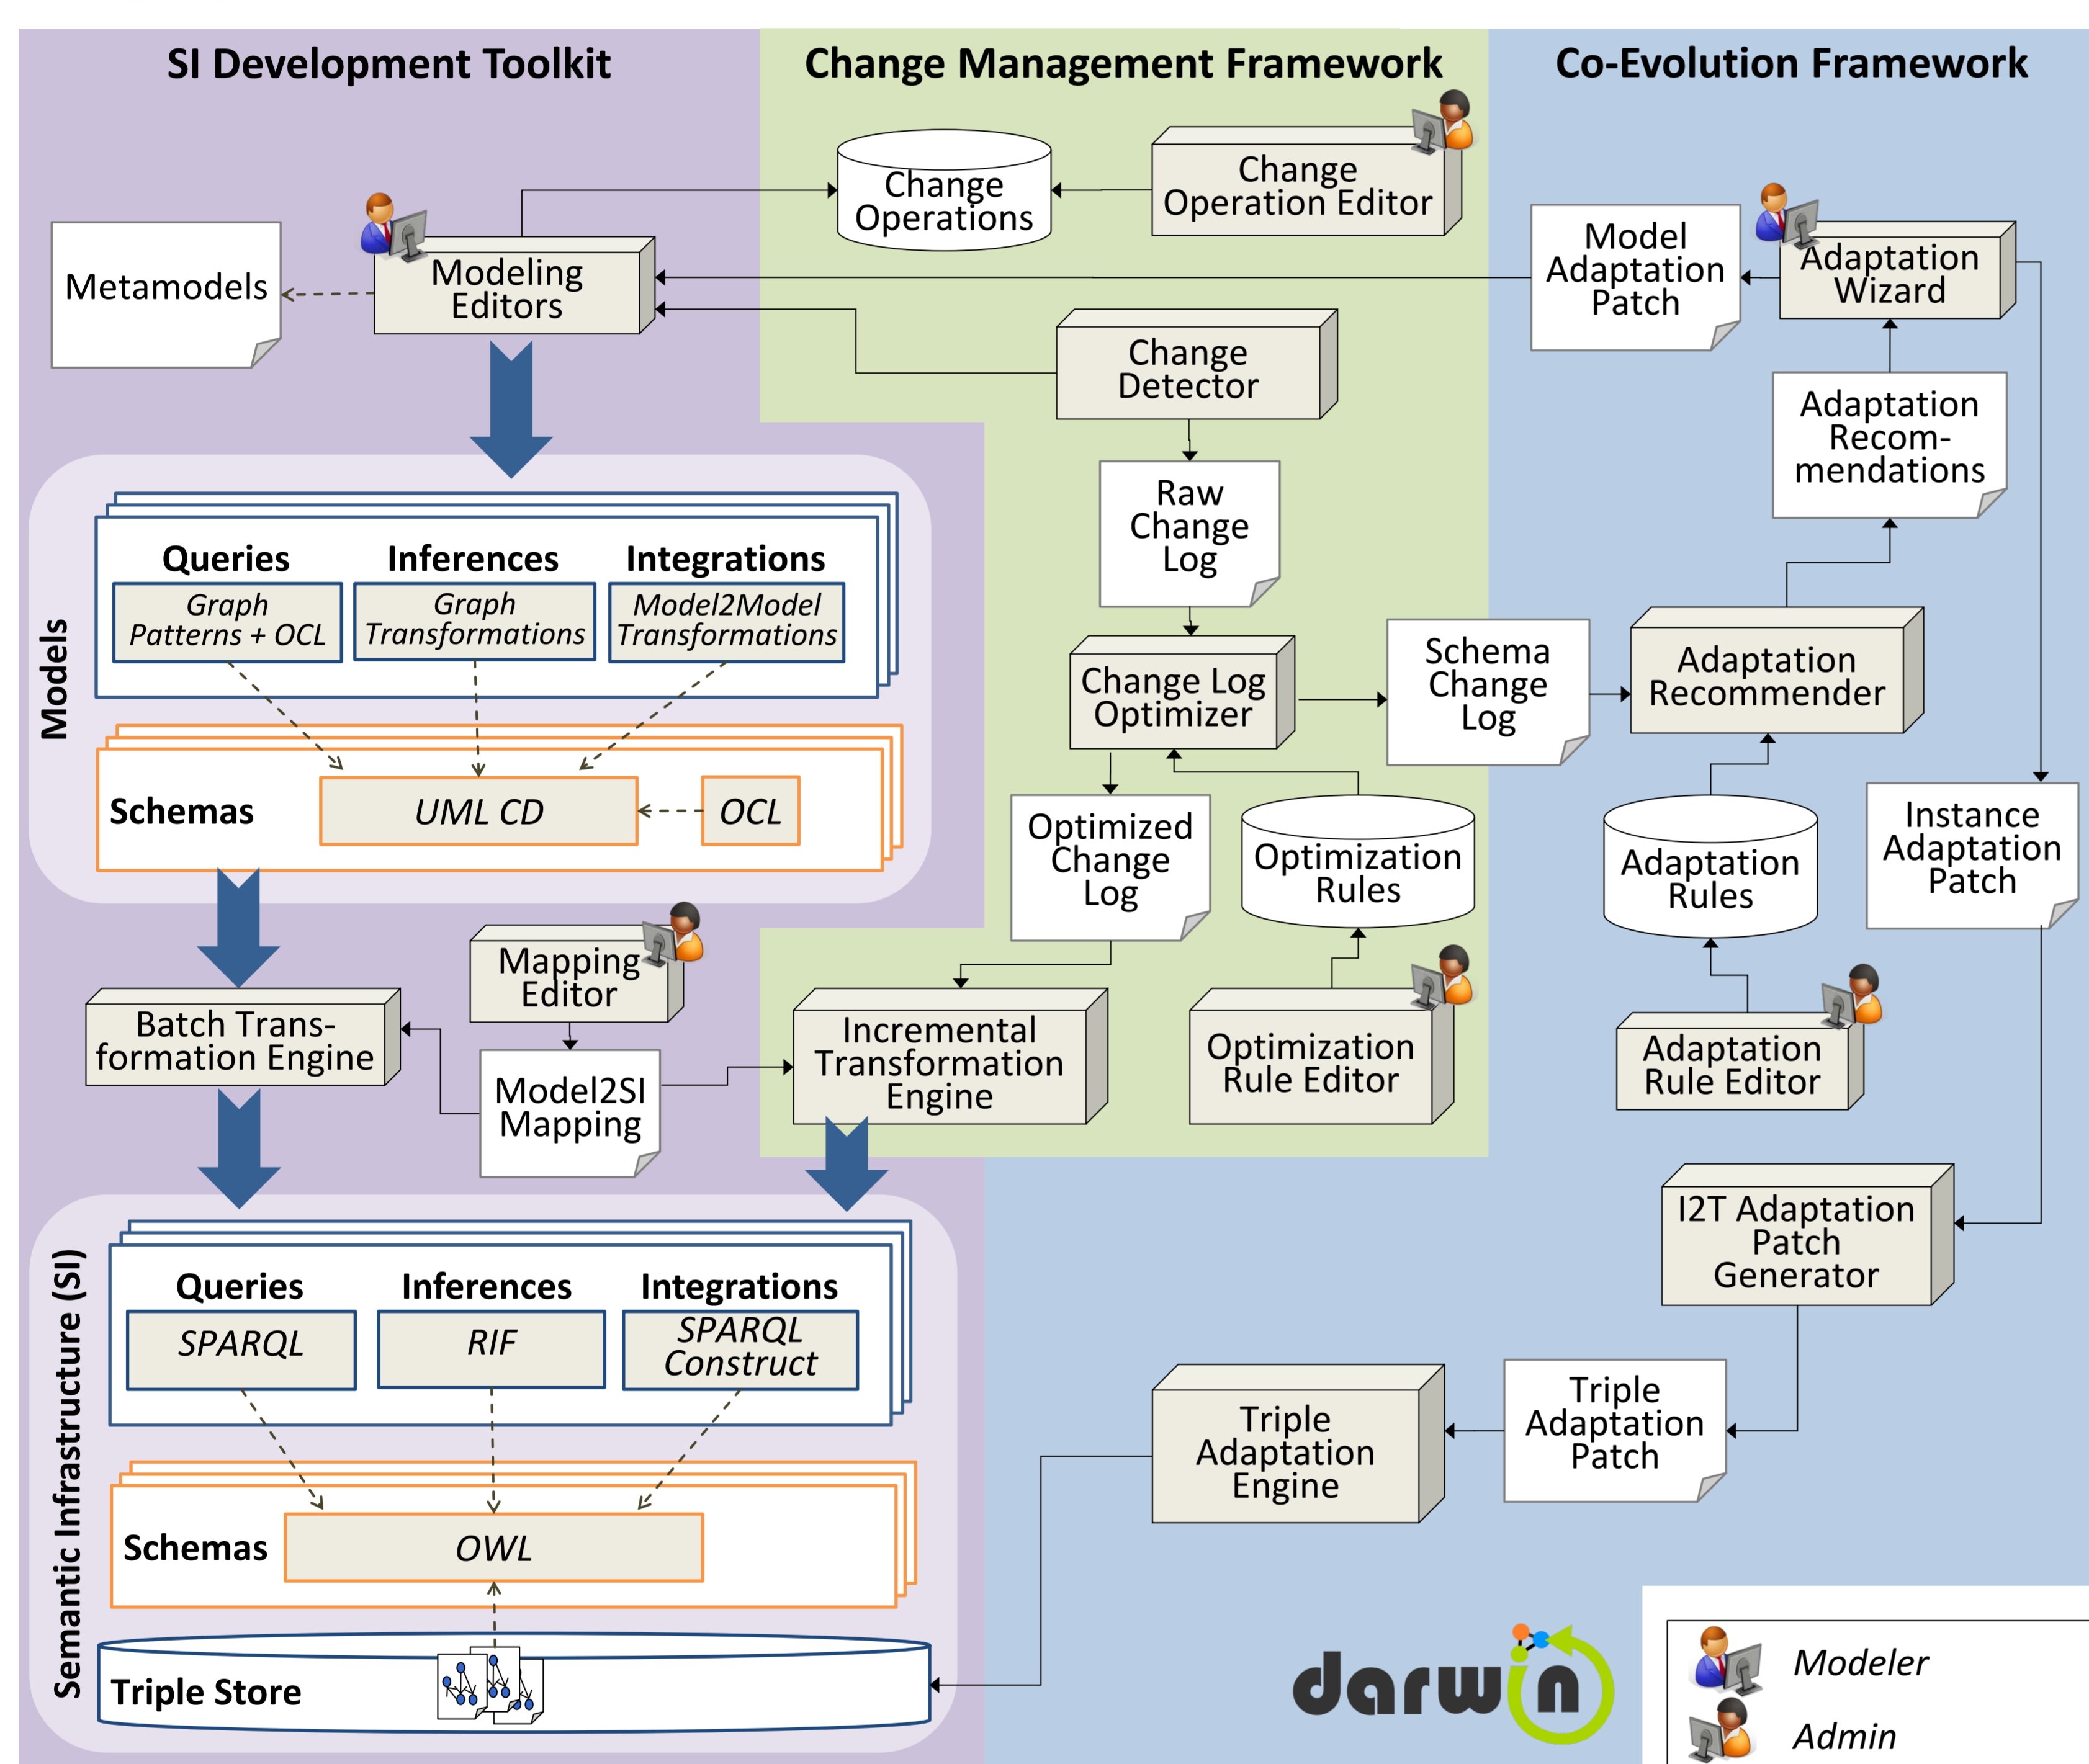 SI Development Toolkit
Change Management Framework
Co-Evolution Framework
Metamodels
Modeling
Editors
Change
Operations
Change
Operation Editor
Model
Adaptation
Patch
Adaptation
Wizard
Change
Detector
Adaptation
Recom-
mendations
Raw
Change
Log
Models
Queries
Inferences
Integrations
Graph
Patterns + OCL
Graph
Transformations
Model2Model
Transformations
Schemas
UML CD
OCL
Change Log
Optimizer
Schema
Change
Log
Adaptation
Recommender
Optimized
Change
Log
Optimization
Rules
Adaptation
Rules
Instance
Adaptation
Patch
Mapping
Editor
Batch Trans-
formation Engine
Model2SI
Mapping
Incremental
Transformation
Engine
Optimization
Rule Editor
Adaptation
Rule Editor
I2T Adaptation
Patch
Generator
Semantic Infrastructure (SI)
Queries
Inferences
Integrations
SPARQL
RIF
SPARQL
Construct
Schemas
OWL
Triple Store
Triple
Adaptation
Engine
Triple
Adaptation
Patch
darwin
Modeler
Admin